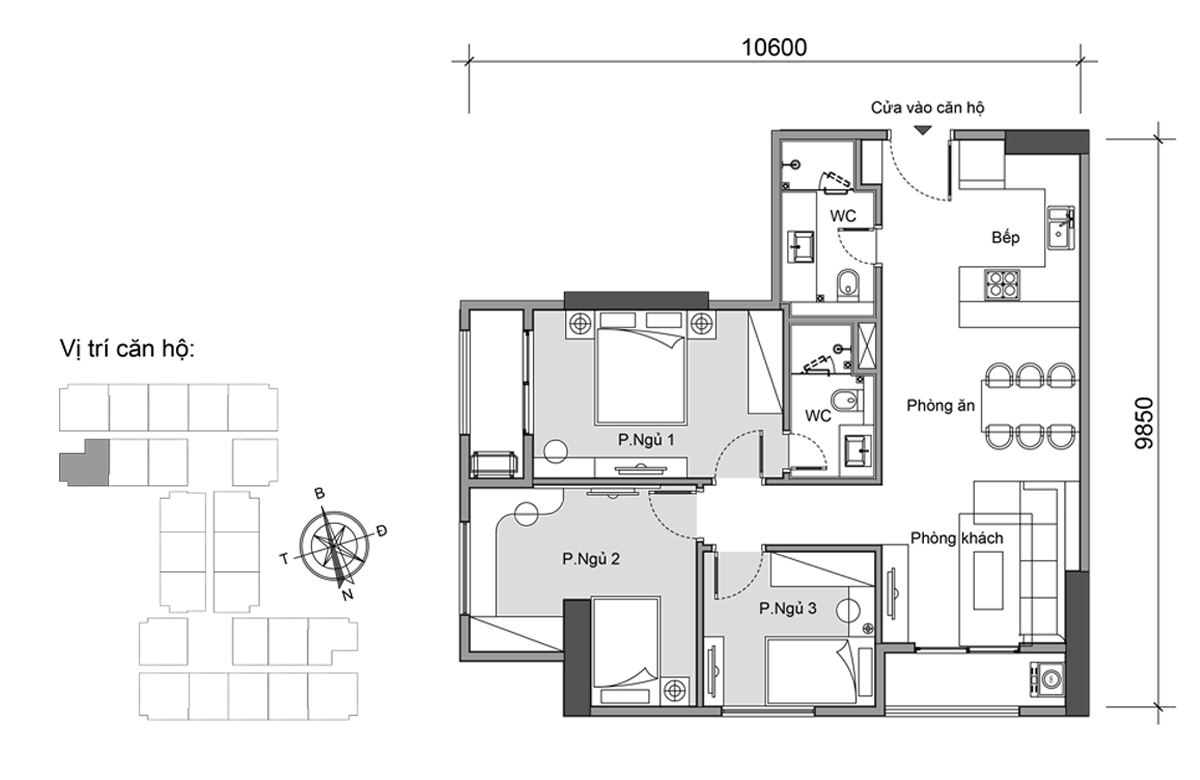 10600
Cửa vào căn hộ
WC
Bếp
Vị trí căn hộ:
9850
Phòng ăn
WC
P.Ngủ 1
B
Đ
T
N
P.Ngủ 2
Phòng khách
P.Ngủ 3